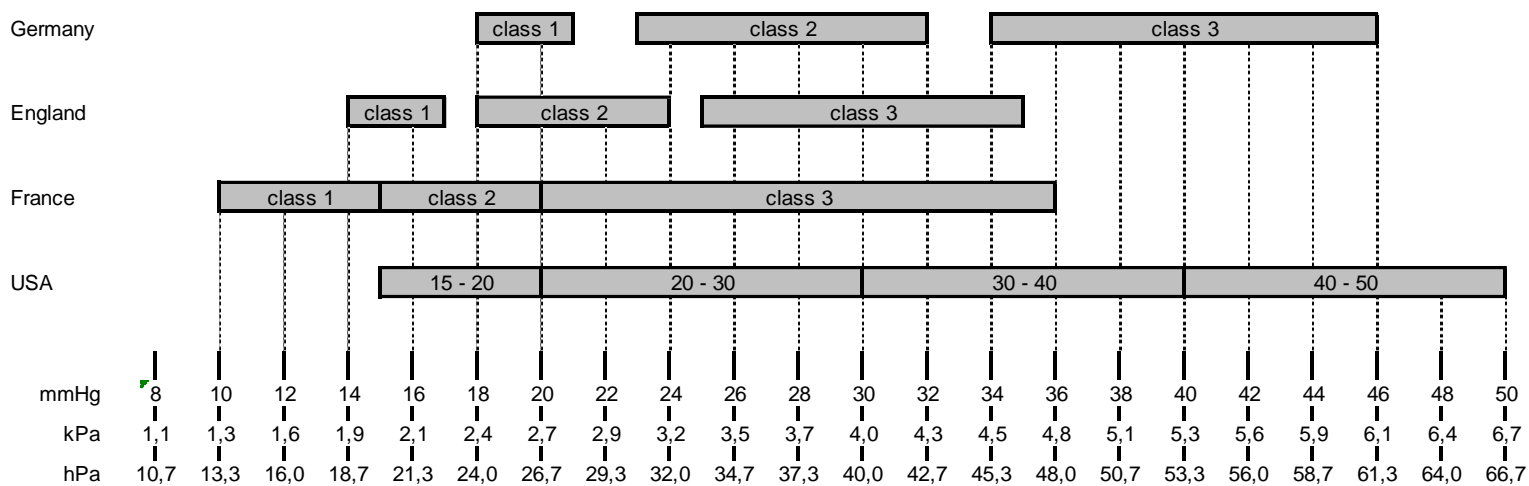 Germany class 1 class 2 class 3
England class 1 class 2 class 3
France class 1 class 2 class 3
USA 15 - 20 20 - 30 30 - 40 40 - 50
mmHg 8 10 12 14 16 18 20 22 24 26 28 30 32 34 36 38 40 42 44 46 48 50
kPa 1,1 1,3 1,6 1,9 2,1 2,4 2,7 2,9 3,2 3,5 3,7 4,0 4,3 4,5 4,8 5,1 5,3 5,6 5,9 6,1 6,4 6,7
hPa 10,7 13,3 16,0 18,7 21,3 24,0 26,7 29,3 32,0 34,7 37,3 40,0 42,7 45,3 48,0 50,7 53,3 56,0 58,7 61,3 64,0 66,7